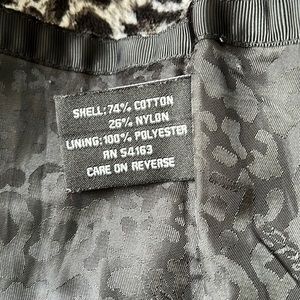 SHELL: 74% COTTON
26% NYLON
LINING: 100% POLYESTER
RN 54163
CARE ON REVERSE